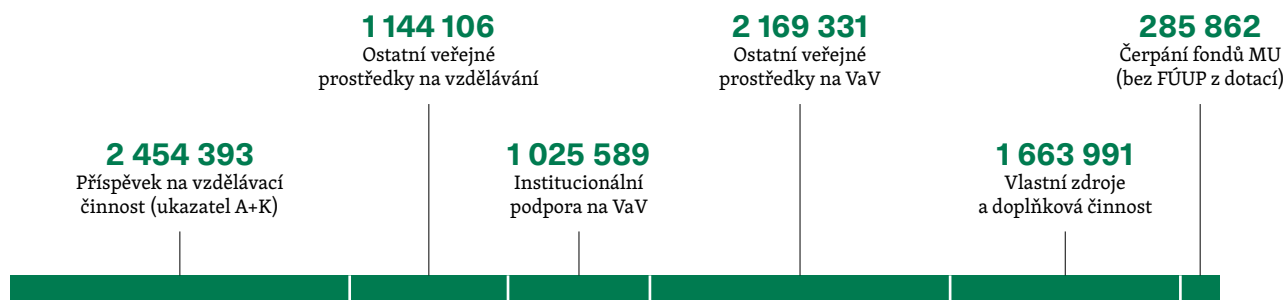 1 144 106
Ostatní veřejné
prostředky na vzdělávání
2 169 331
Ostatní veřejné
prostředky na VaV
285 862
Čerpání fondů MU
(bez FÚUP z dotací)
2 454 393
Příspěvek na vzdělávací
činnost (ukazatel A+K)
1 025 589
Institucionální
podpora na VaV
1 663 991
Vlastní zdroje
a doplňková činnost